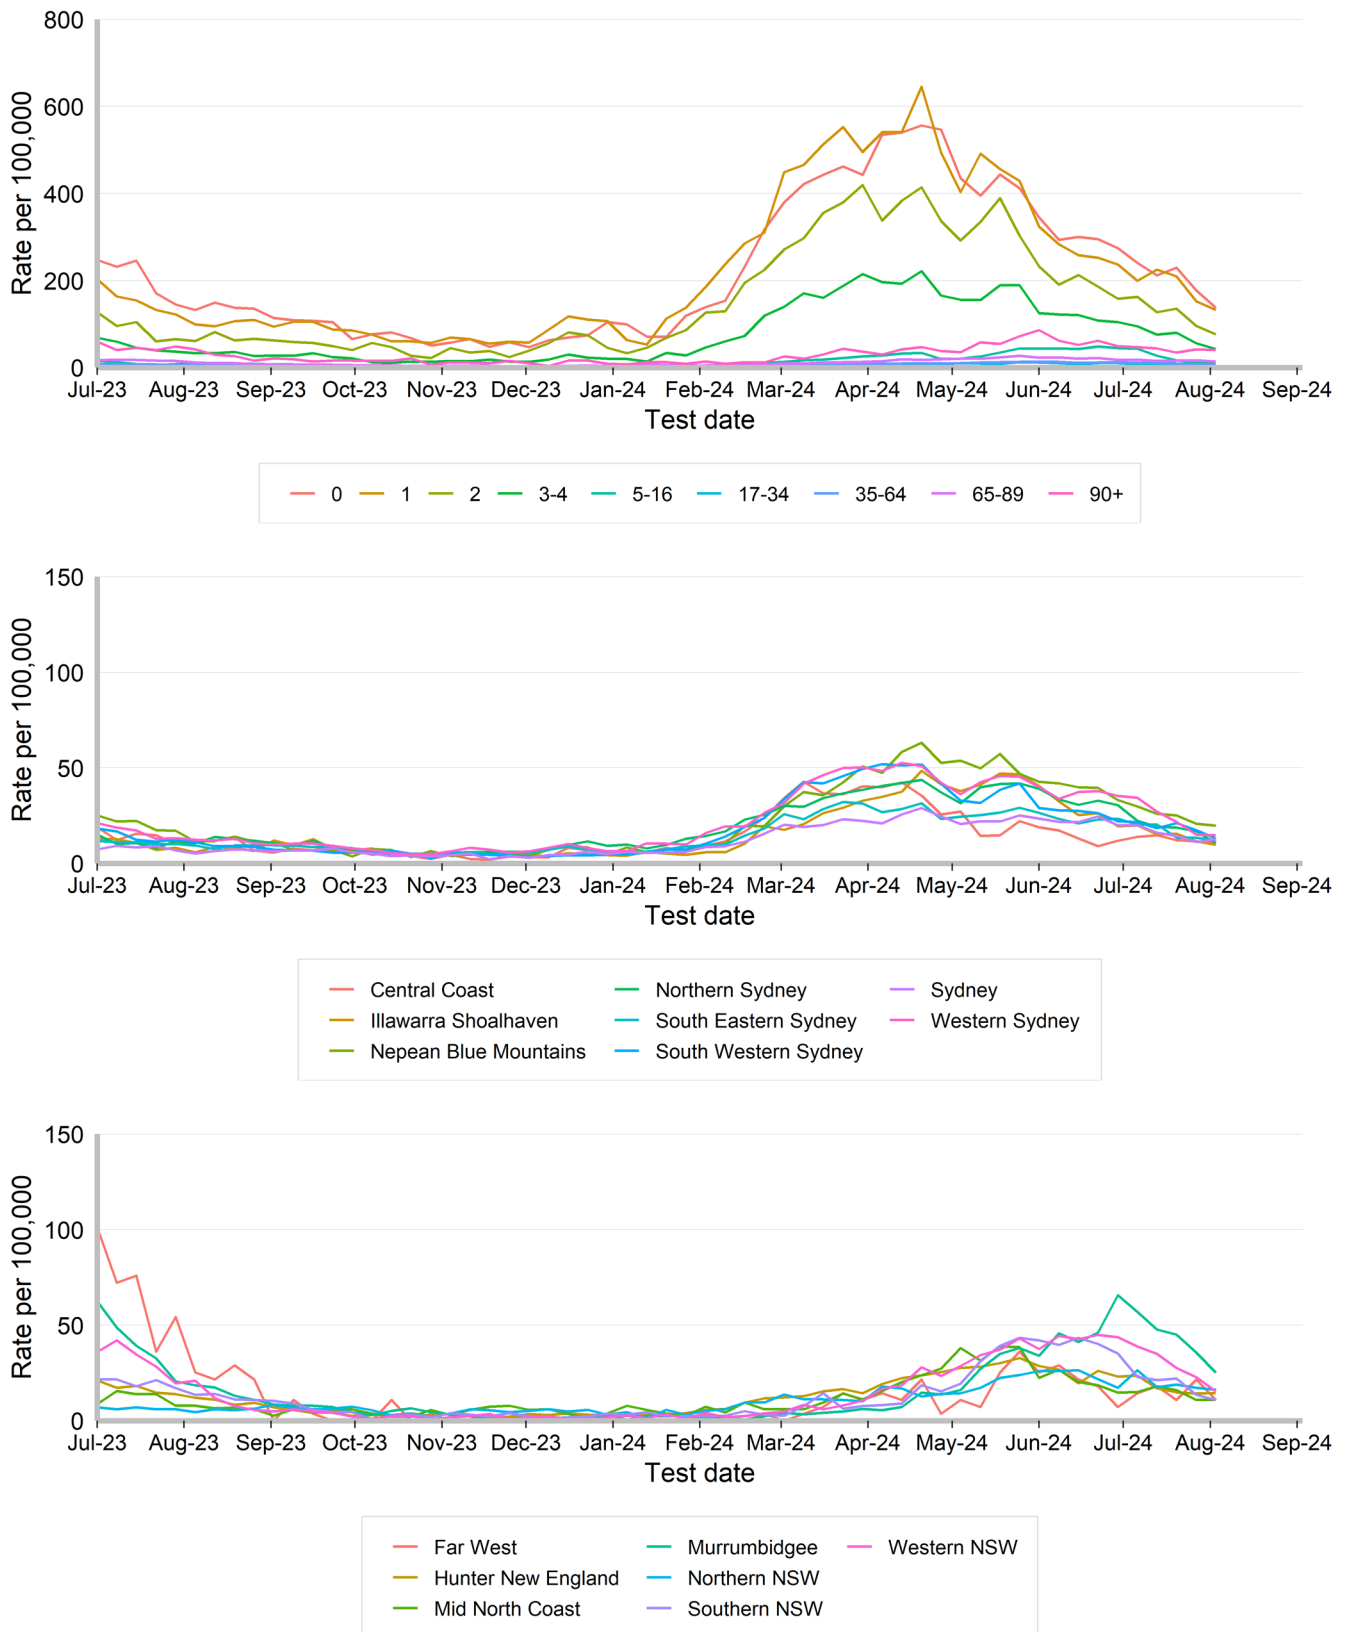 800
600
400
200
0
Rate per 100,000
Jul-23 Aug-23 Sep-23 Oct-23 Nov-23 Dec-23 Jan-24 Feb-24 Mar-24 Apr-24 May-24 Jun-24 Jul-24 Aug-24 Sep-24
Test date
0 1 2 3-4 5-16 17-34 35-64 65-89 90+
150
100
50
0
Rate per 100,000
Jul-23 Aug-23 Sep-23 Oct-23 Nov-23 Dec-23 Jan-24 Feb-24 Mar-24 Apr-24 May-24 Jun-24 Jul-24 Aug-24 Sep-24
Test date
Central Coast Northern Sydney Sydney
Illawarra Shoalhaven South Eastern Sydney Western Sydney
Nepean Blue Mountains South Western Sydney
150
100
50
0
Rate per 100,000
Jul-23 Aug-23 Sep-23 Oct-23 Nov-23 Dec-23 Jan-24 Feb-24 Mar-24 Apr-24 May-24 Jun-24 Jul-24 Aug-24 Sep-24
Test date
Far West Murrumbidgee Western NSW
Hunter New England Northern NSW
Mid North Coast Southern NSW